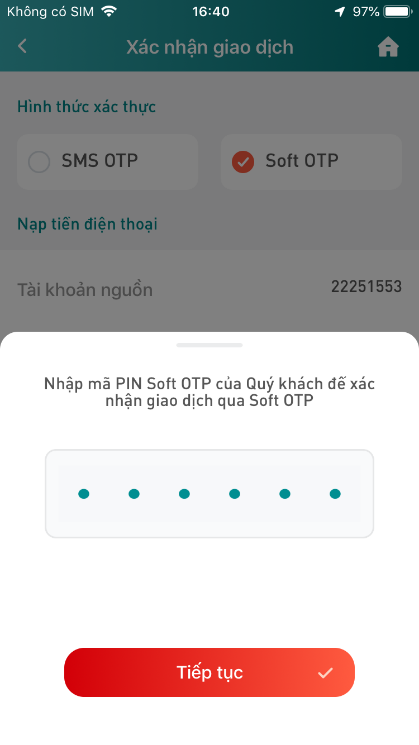 Không có SIM 16:40 97%
Xác nhận giao dịch
Hình thức xác thực
SMS OTP Soft OTP
Nạp tiền điện thoại
Tài khoản nguồn 22251553
Nhập mã PIN Soft OTP của Quý khách để xác
nhận giao dịch qua Soft OTP
Tiếp tục